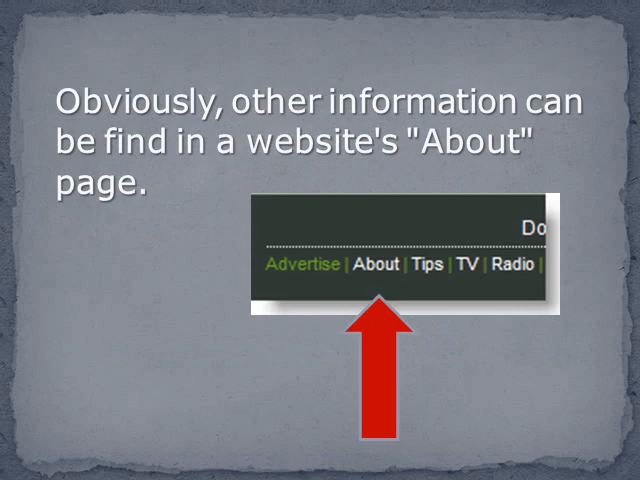 Obviously, other information can
be find in a website's "About"
page.
Do
Advertise | About | Tips | TV | Radio |